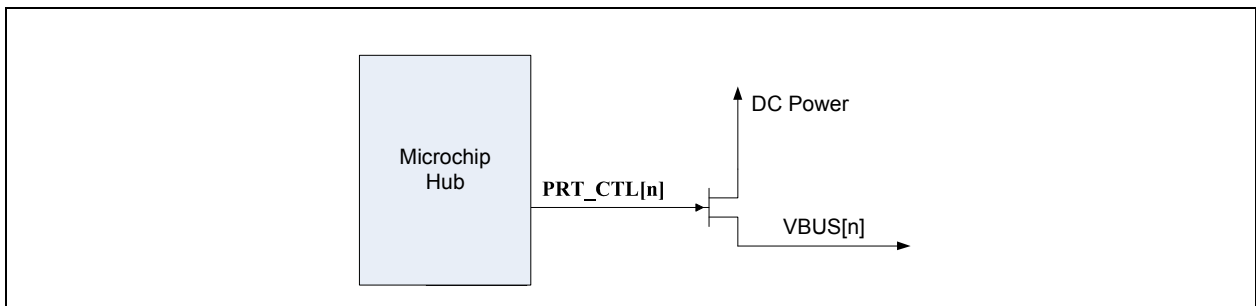 DC Power
Microchip
Hub
PRT_CTL[n]
VBUS[n]